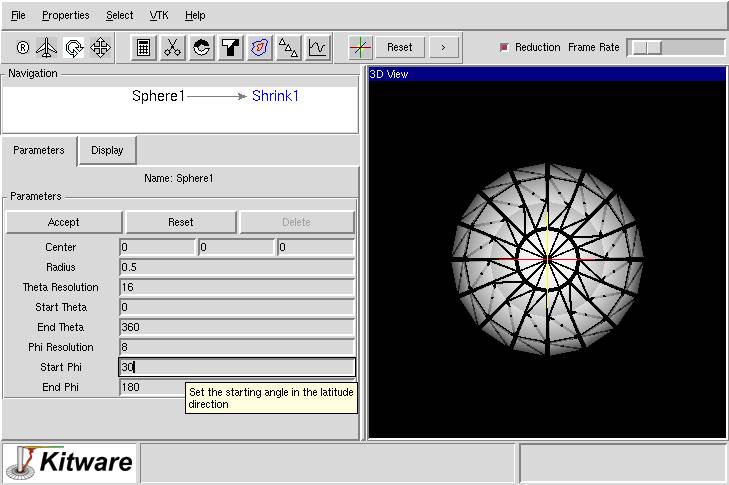 File Properties Select VTK Help
R Reset > Reduction Frame Rate
Navigation
Sphere1 Shrink1
Parameters Display
Name: Sphere1
Parameters
Accept Reset Delete
Center 0 0 0
Radius 0.5
Theta Resolution 16
Start Theta 0
End Theta 360
Phi Resolution 8
Start Phi 30
End Phi 180
Set the starting angle in the latitude
direction
3D View
Kitware